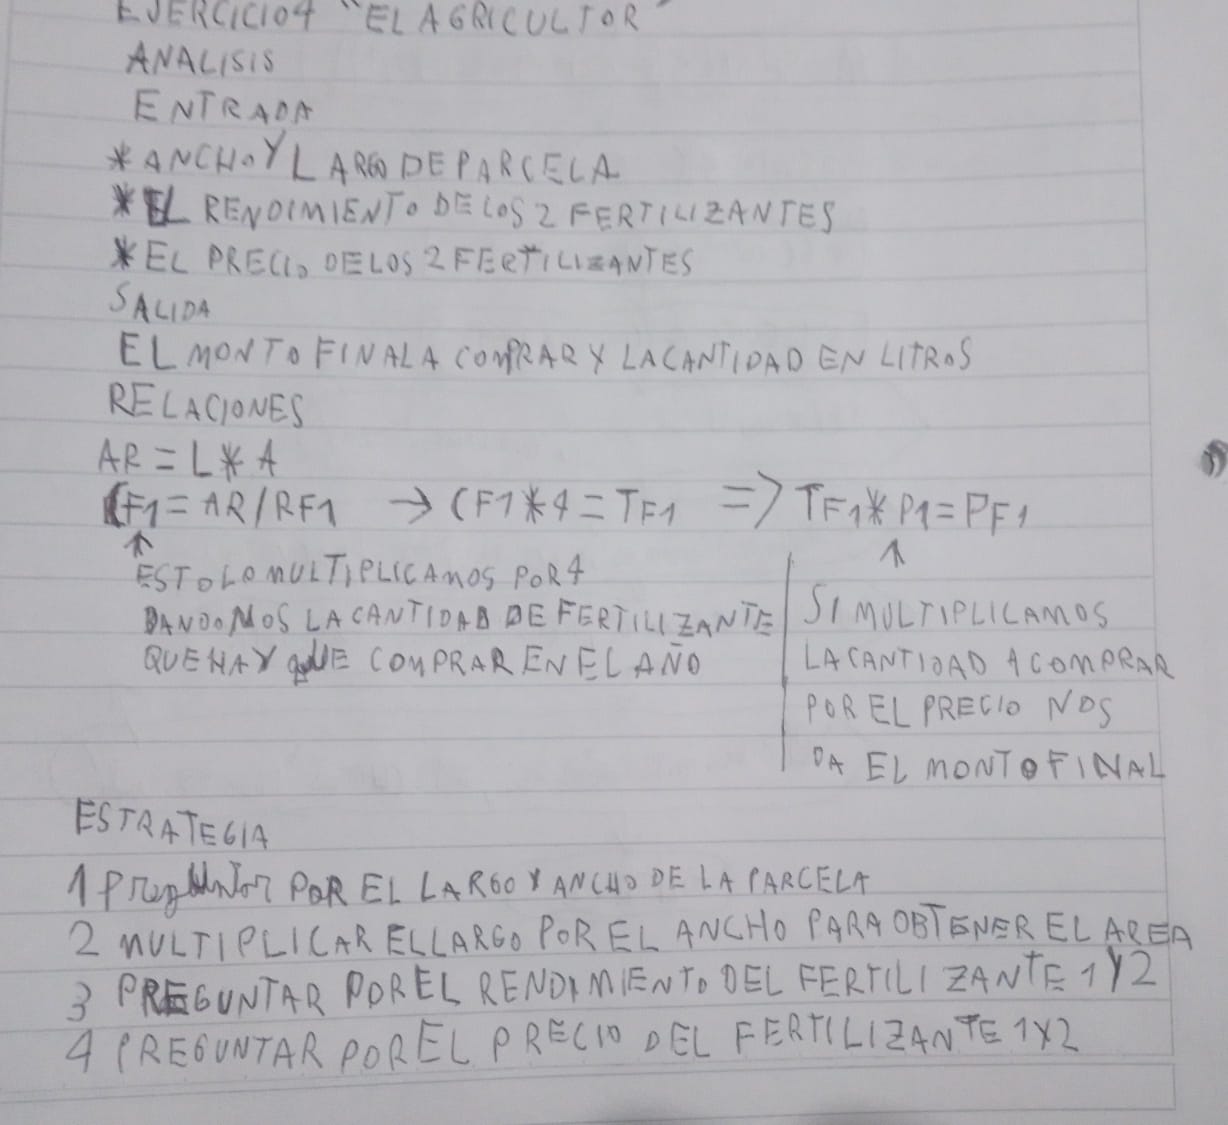 EJERCICIO 4 "EL AGRICULTOR"
ANALISIS
ENTRADA
* ANCHO Y LARGO DE PARCELA
* EL RENDIMIENTO DE LOS 2 FERTILIZANTES
* EL PRECIO DE LOS 2 FERTILIZANTES
SALIDA
EL MONTO FINAL A COMPRAR Y LA CANTIDAD EN LITROS
RELACIONES
AR = L * A
CF1 = AR / RF1 → CF1 * 4 = TF1 => TF1 * P1 = PF1
↑ ↑
ESTO LO MULTIPLICAMOS POR 4
DANDONOS LA CANTIDAD DE FERTILIZANTE
QUE HAY QUE COMPRAR EN EL AÑO
SI MULTIPLICAMOS
LA CANTIDAD A COMPRAR
POR EL PRECIO NOS
DA EL MONTO FINAL
ESTRATEGIA
1 Preguntar POR EL LARGO Y ANCHO DE LA PARCELA
2 MULTIPLICAR EL LARGO POR EL ANCHO PARA OBTENER EL AREA
3 PREGUNTAR POR EL RENDIMIENTO DEL FERTILIZANTE 1 Y 2
4 PREGUNTAR POR EL PRECIO DEL FERTILIZANTE 1 Y 2